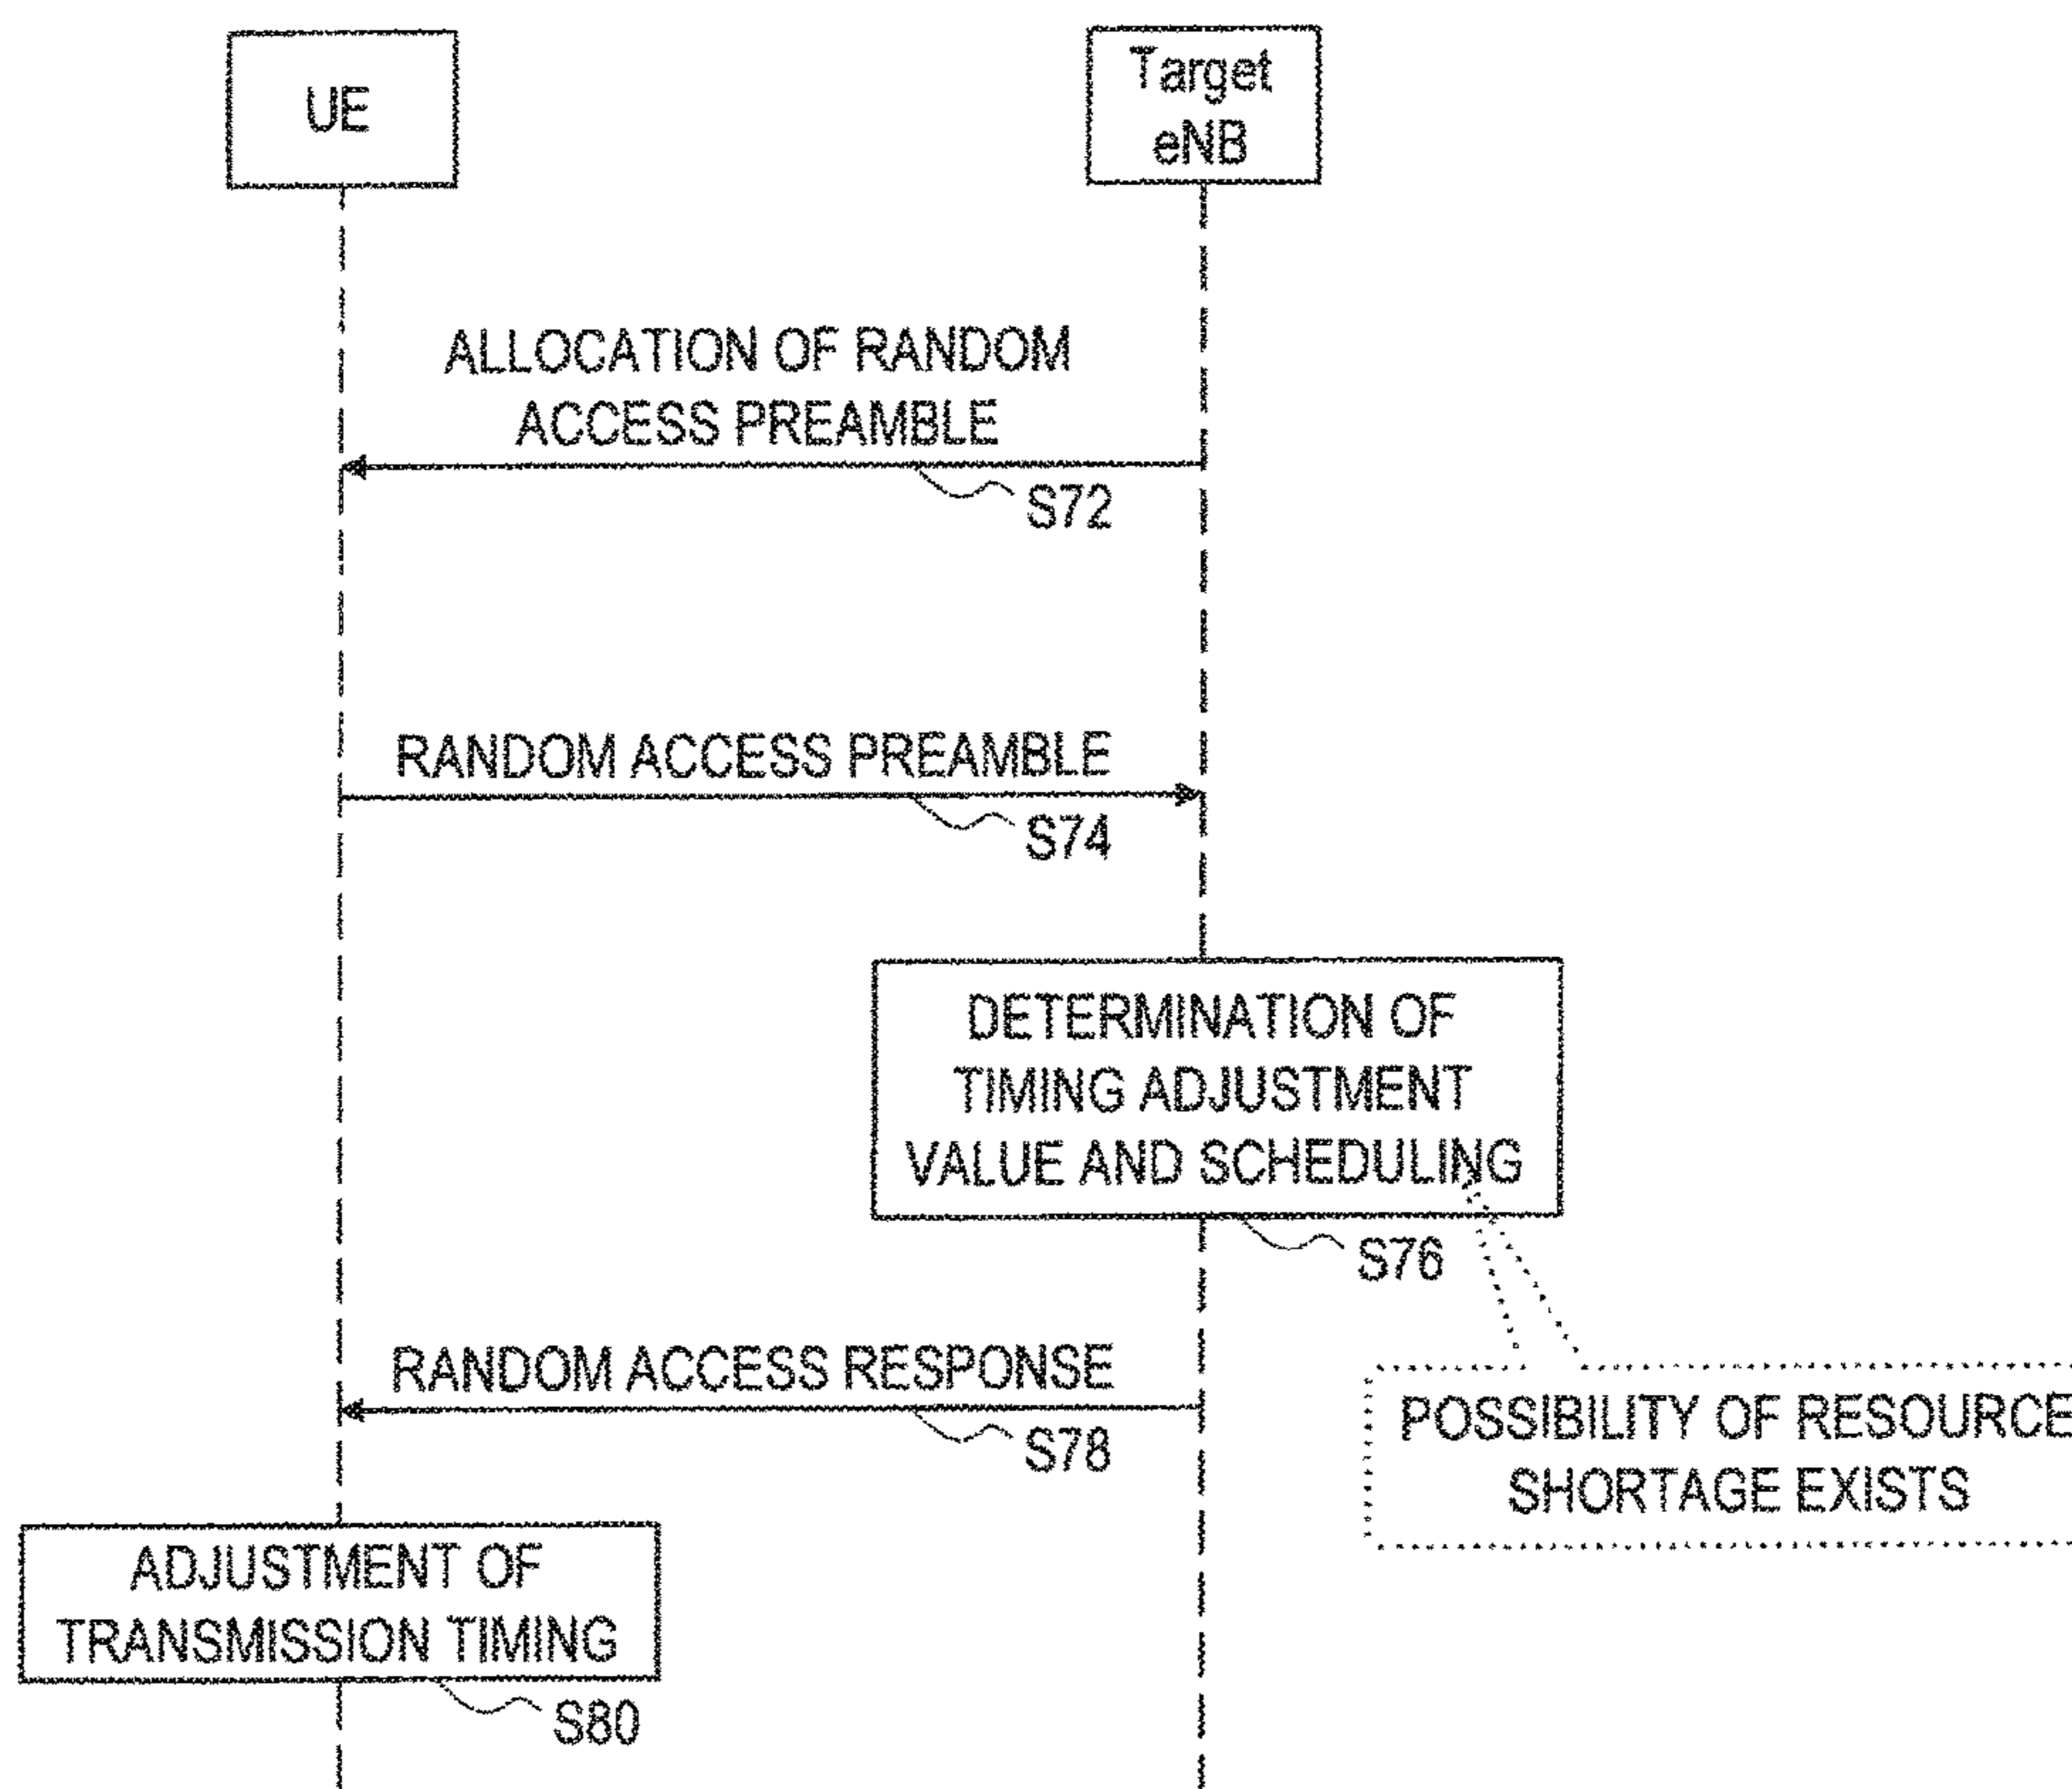 UE
Target
eNB
ALLOCATION OF RANDOM
ACCESS PREAMBLE
S72
RANDOM ACCESS PREAMBLE
S74
DETERMINATION OF
TIMING ADJUSTMENT
VALUE AND SCHEDULING
S76
RANDOM ACCESS RESPONSE
S78
POSSIBILITY OF RESOURCE
SHORTAGE EXISTS
ADJUSTMENT OF
TRANSMISSION TIMING
S80